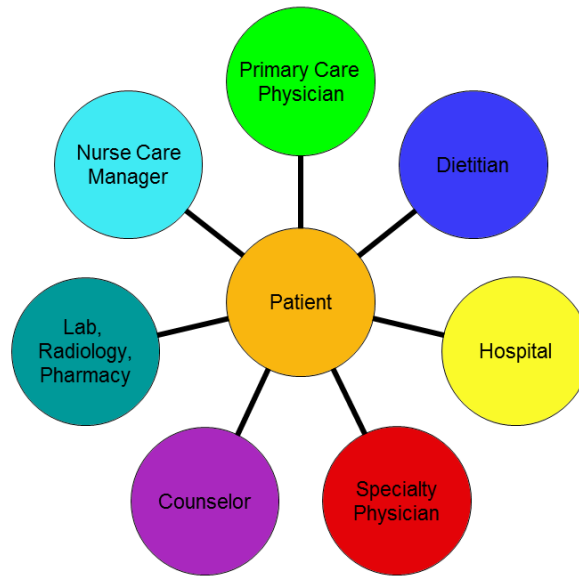 Primary Care
Physician
Nurse Care
Manager
Dietitian
Patient
Lab,
Radiology,
Pharmacy
Hospital
Counselor
Specialty
Physician